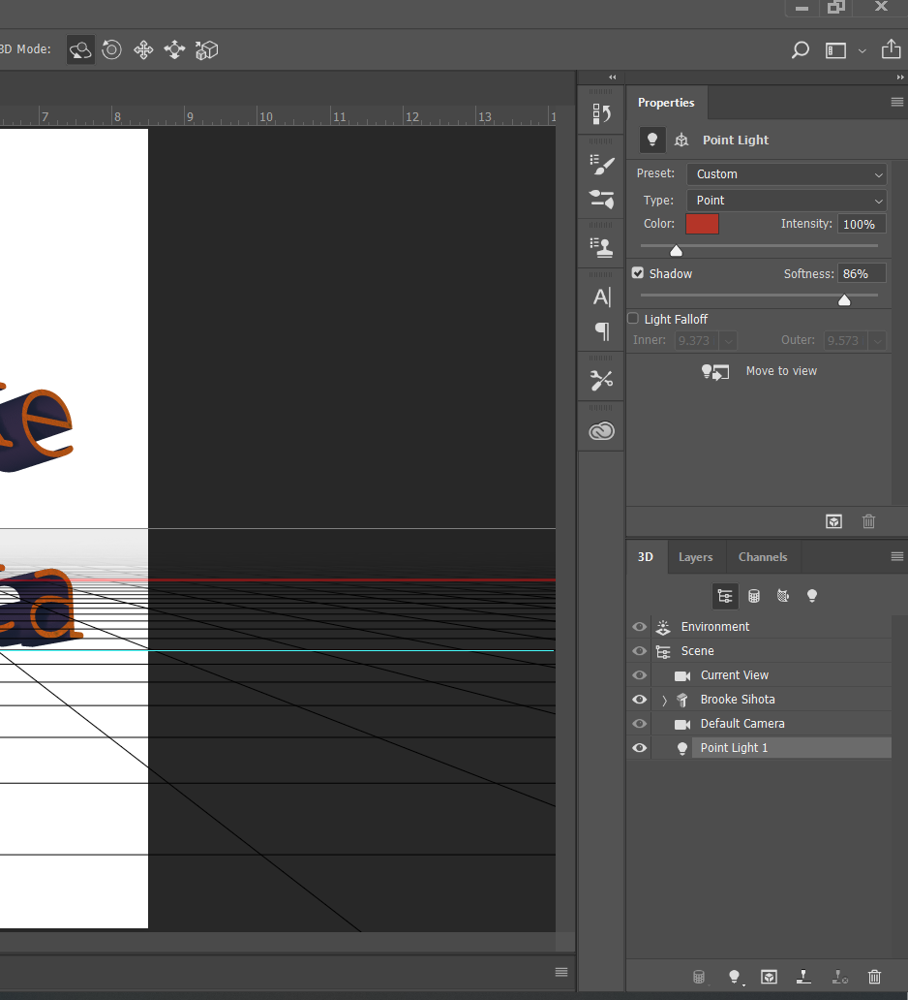 3D Mode:
7 8 9 10 11 12 13 1
Properties
Point Light
Preset: Custom
Type: Point
Color: Intensity: 100%
Shadow Softness: 86%
Light Falloff
Inner: 9.373 Outer: 9.573
Move to view
A|
e
a
3D Layers Channels
Environment
Scene
Current View
Brooke Sihota
Default Camera
Point Light 1